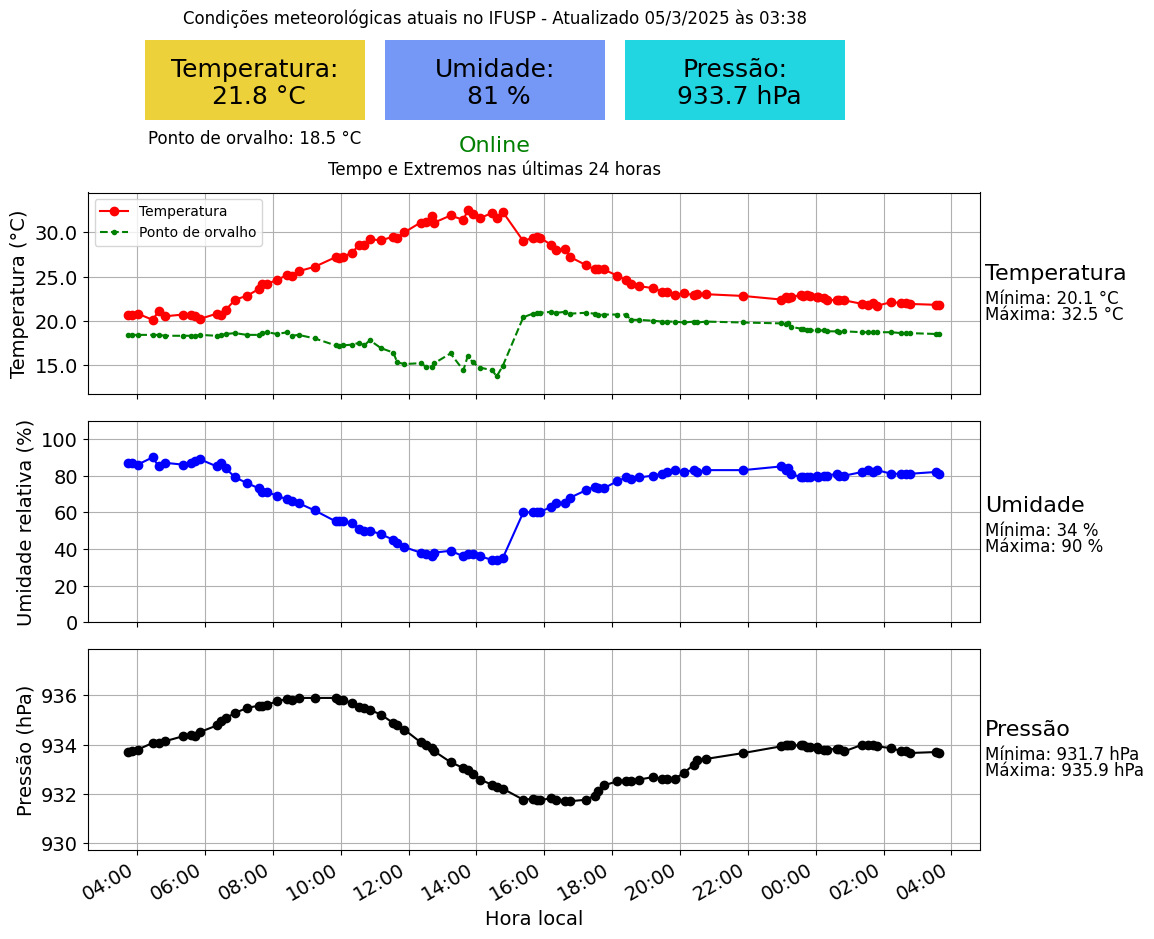 Condições meteorológicas atuais no IFUSP - Atualizado 05/3/2025 às 03:38
Temperatura:
21.8 °C
Umidade:
81 %
Pressão:
933.7 hPa
Ponto de orvalho: 18.5 °C
Online
Tempo e Extremos nas últimas 24 horas
Temperatura (°C)
30.0
25.0
20.0
15.0
Temperatura
Ponto de orvalho
Temperatura
Mínima: 20.1 °C
Máxima: 32.5 °C
Umidade relativa (%)
100
80
60
40
20
0
Umidade
Mínima: 34 %
Máxima: 90 %
Pressão (hPa)
936
934
932
930
Pressão
Mínima: 931.7 hPa
Máxima: 935.9 hPa
04:00
06:00
08:00
10:00
12:00
14:00
16:00
18:00
20:00
22:00
00:00
02:00
04:00
Hora local